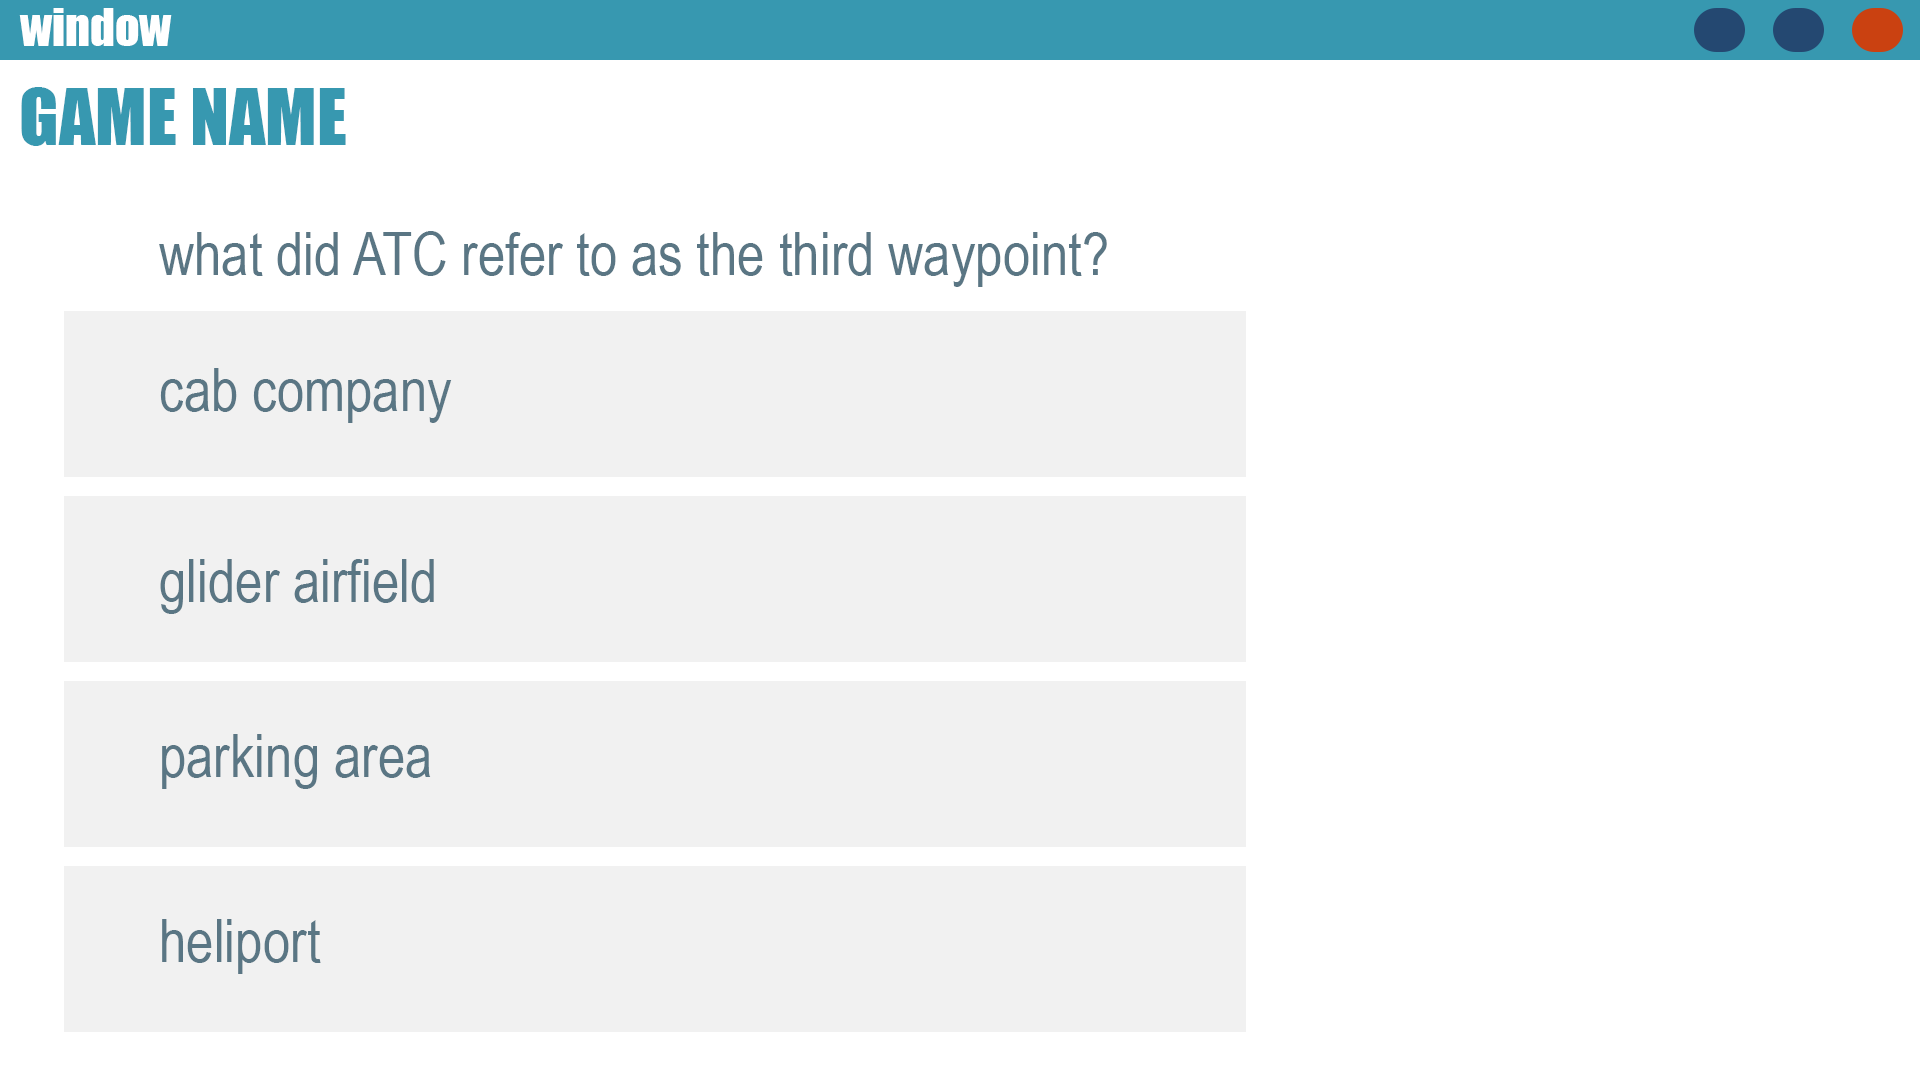 window
GAME NAME
what did ATC refer to as the third waypoint?
cab company
glider airfield
parking area
heliport